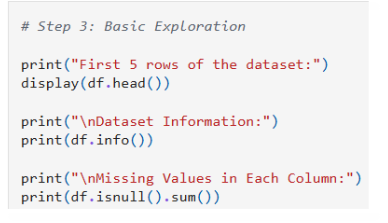 # Step 3: Basic Exploration
print("First 5 rows of the dataset:")
display(df.head())
print("\nDataset Information:")
print(df.info())
print("\nMissing Values in Each Column:")
print(df.isnull().sum())